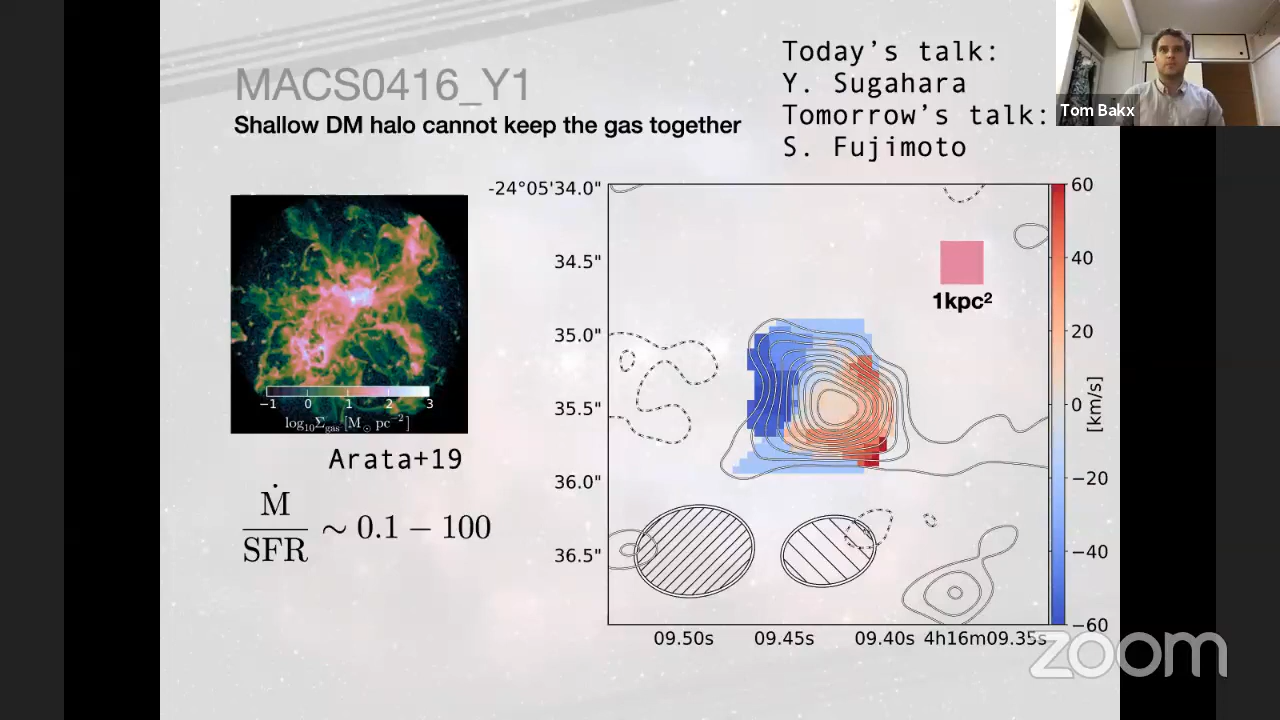 MACS0416_Y1
Shallow DM halo cannot keep the gas together
Today's talk:
Y. Sugahara
Tomorrow's talk:
S. Fujimoto
Tom Bakx
-1 0 1 2 3
log₁₀Σgas [M⊙ pc⁻²]
Arata+19
Ṁ
SFR
~ 0.1 − 100
-24°05'34.0"
34.5"
35.0"
35.5"
36.0"
36.5"
09.50s 09.45s 09.40s 4h16m09.35s
1kpc²
60
40
20
0
−20
−40
−60
[km/s]
zoom